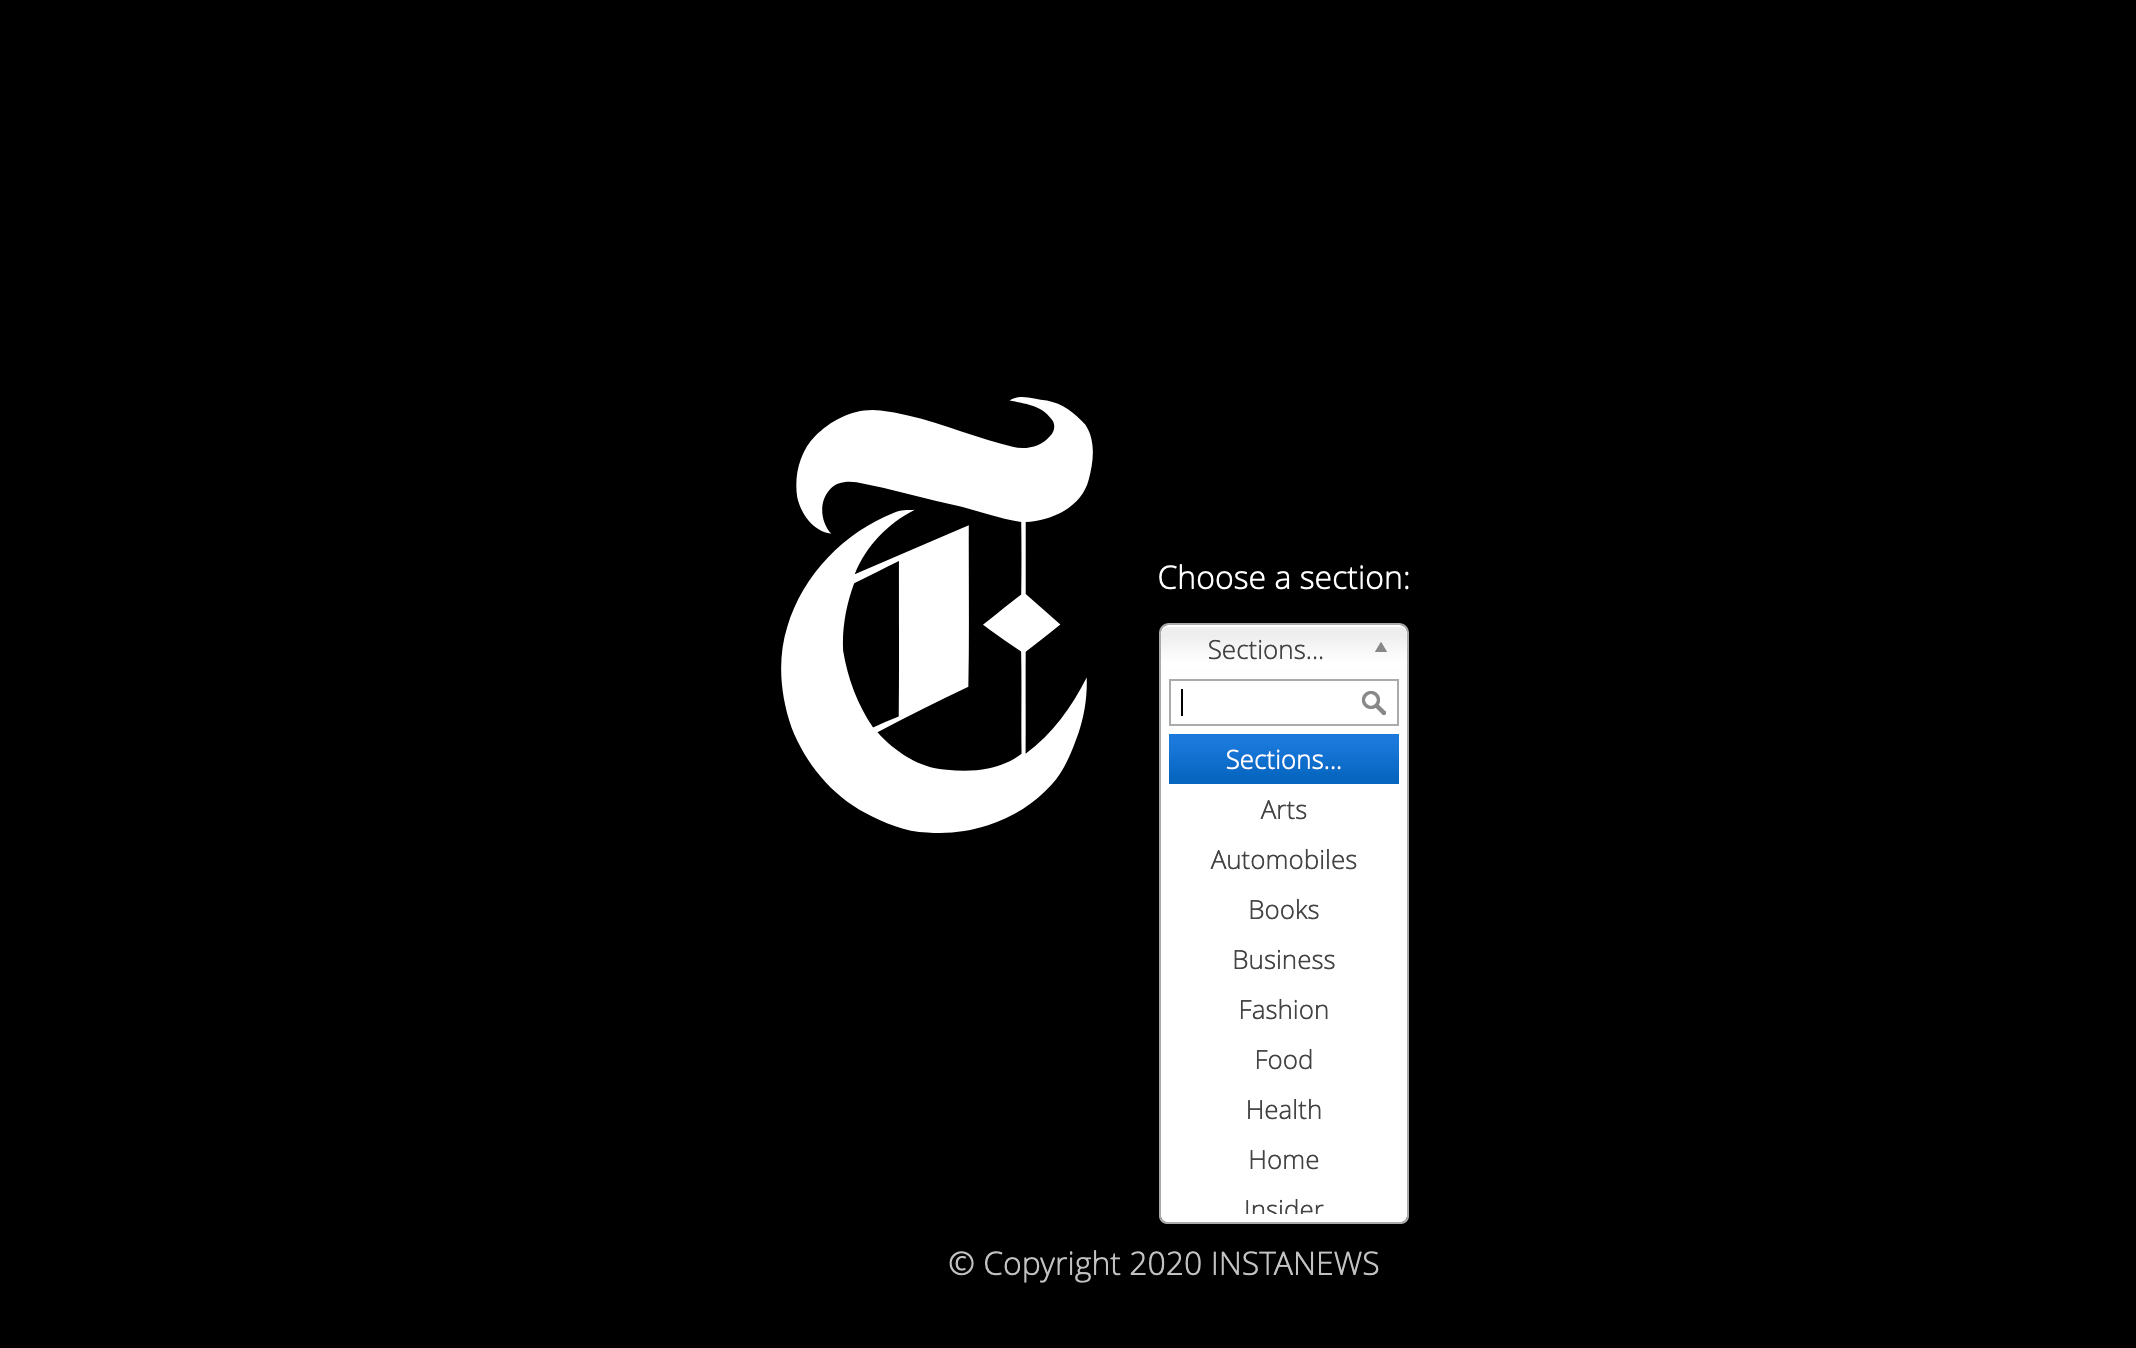 Choose a section:
Sections...
Sections...
Arts
Automobiles
Books
Business
Fashion
Food
Health
Home
Insider
© Copyright 2020 INSTANEWS